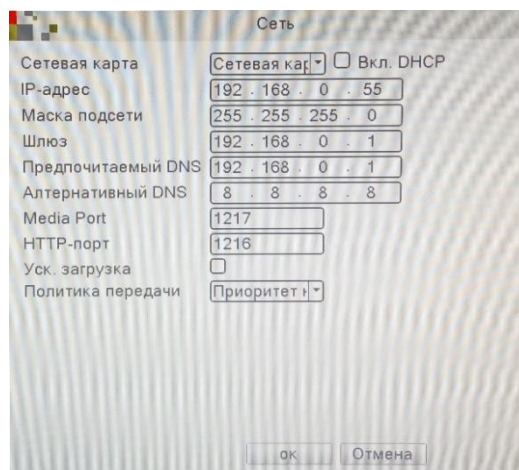 Сеть
Сетевая карта Сетевая кар Вкл. DHCP
IP-адрес 192 . 168 . 0 . 55
Маска подсети 255 . 255 . 255 . 0
Шлюз 192 . 168 . 0 . 1
Предпочитаемый DNS 192 . 168 . 0 . 1
Алтернативный DNS 8 . 8 . 8 . 8
Media Port 1217
HTTP-порт 1216
Уск. загрузка
Политика передачи Приоритет
ок Отмена